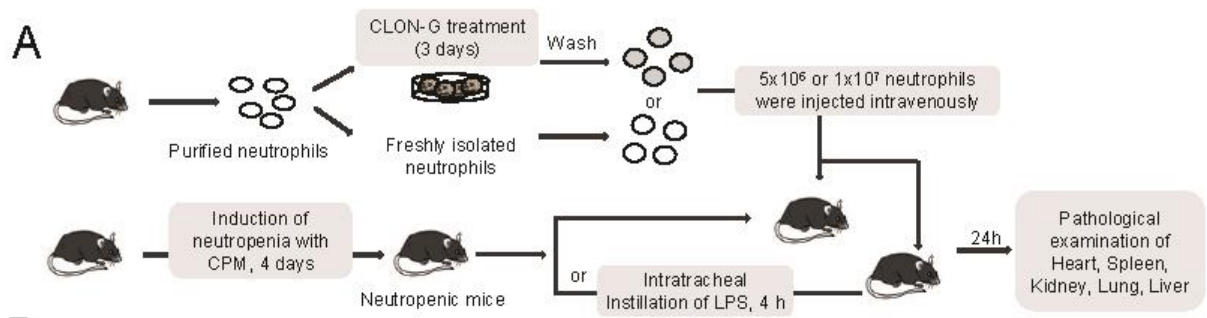 A
CLON-G treatment
(3 days)
Wash
Purified neutrophils
Freshly isolated
neutrophils
or
5x10⁶ or 1x10⁷ neutrophils
were injected intravenously
Induction of
neutropenia with
CPM, 4 days
Neutropenic mice
or
Intratracheal
Instillation of LPS, 4 h
24h
Pathological
examination of
Heart, Spleen,
Kidney, Lung, Liver